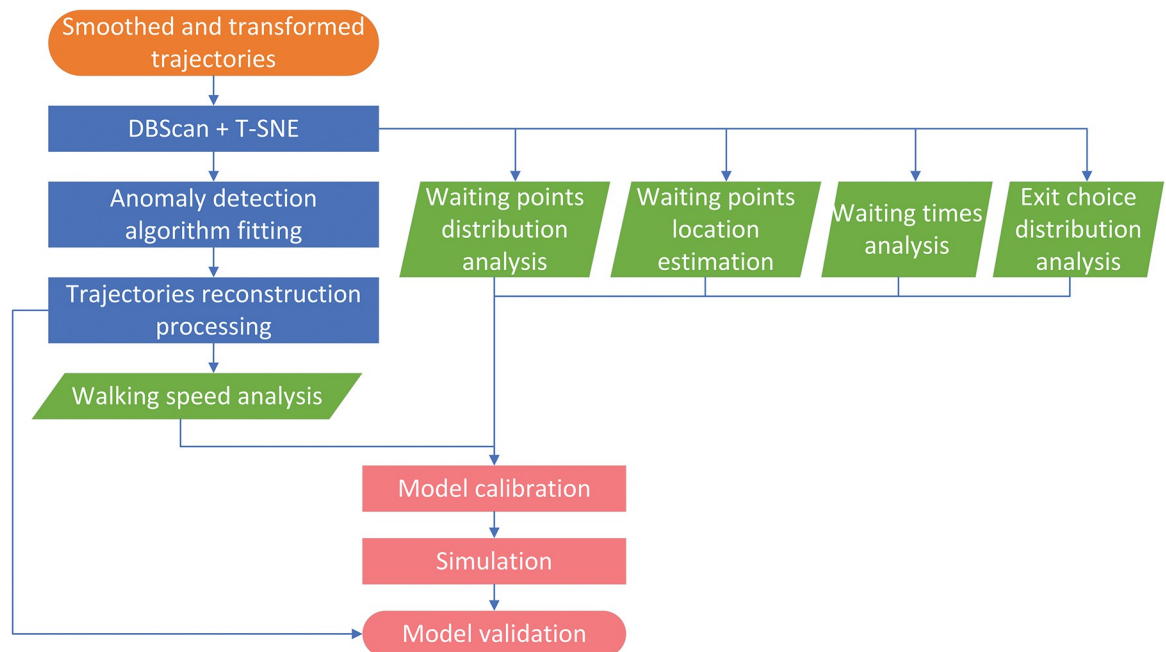 Smoothed and transformed
trajectories
DBScan + T-SNE
Anomaly detection
algorithm fitting
Trajectories reconstruction
processing
Walking speed analysis
Waiting points
distribution
analysis
Waiting points
location
estimation
Waiting times
analysis
Exit choice
distribution
analysis
Model calibration
Simulation
Model validation